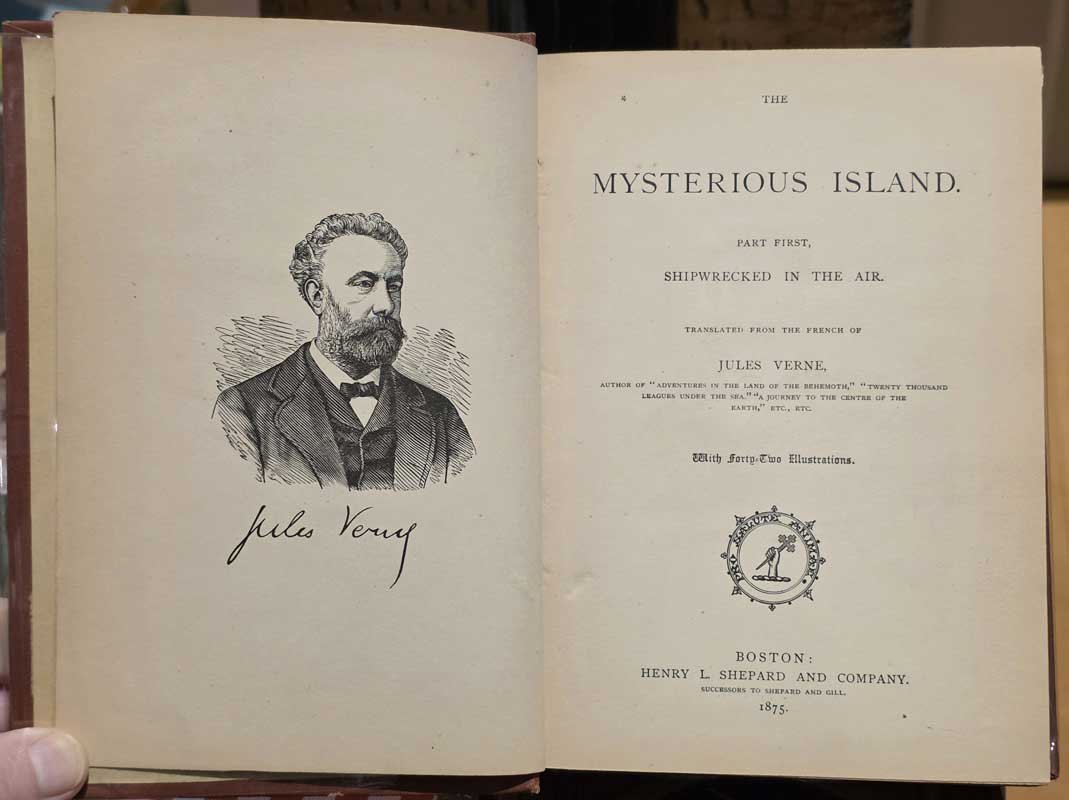 Jules Verne
THE
MYSTERIOUS ISLAND.
PART FIRST,
SHIPWRECKED IN THE AIR.
TRANSLATED FROM THE FRENCH OF
JULES VERNE,
AUTHOR OF "ADVENTURES IN THE LAND OF THE BEHEMOTH," "TWENTY THOUSAND
LEAGUES UNDER THE SEA." "A JOURNEY TO THE CENTRE OF THE
EARTH," ETC., ETC.
With Forty-Two Illustrations.
PRO SALUTE ANIMAE
BOSTON:
HENRY L. SHEPARD AND COMPANY.
SUCCESSORS TO SHEPARD AND GILL.
1875.